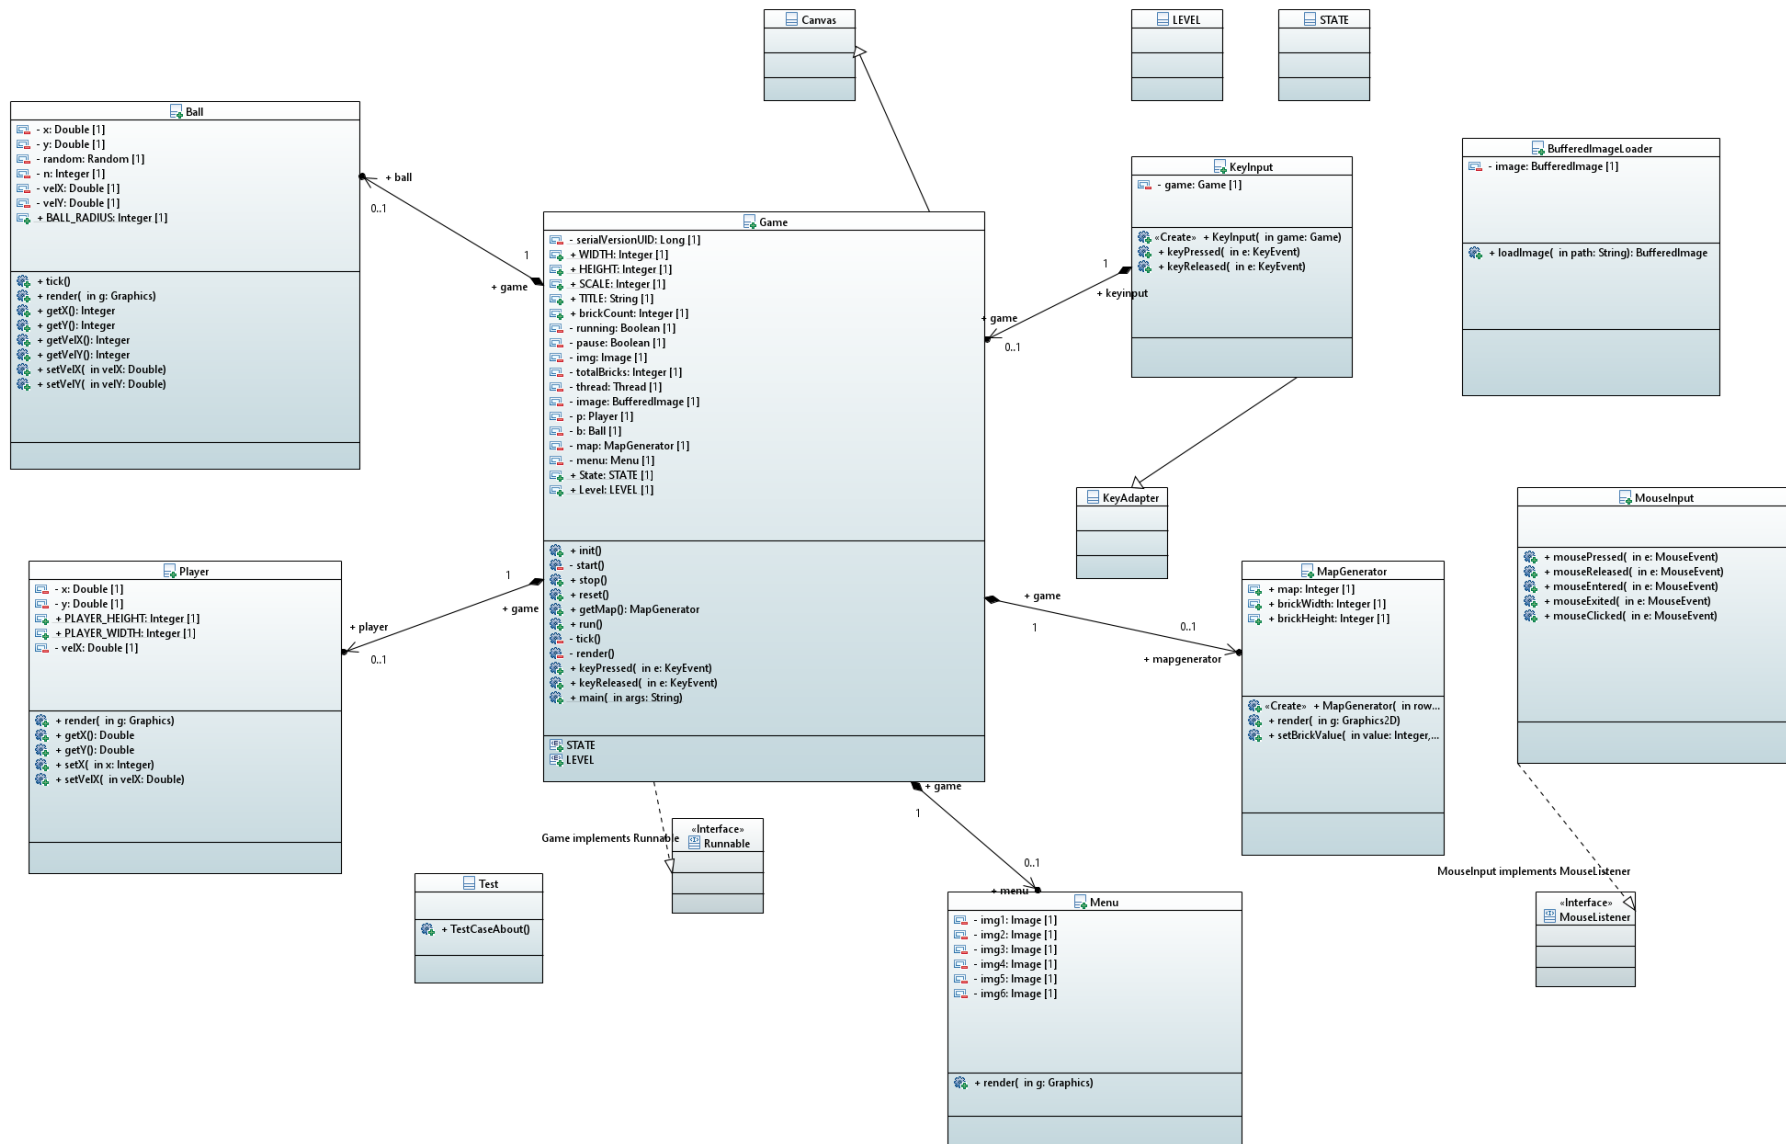 Canvas
LEVEL
STATE
Ball
- x: Double [1]
- y: Double [1]
- random: Random [1]
- n: Integer [1]
- velX: Double [1]
- velY: Double [1]
+ BALL_RADIUS: Integer [1]
+ tick()
+ render( in g: Graphics)
+ getX(): Integer
+ getY(): Integer
+ getVelX(): Integer
+ getVelY(): Integer
+ setVelX( in velX: Double)
+ setVelY( in velY: Double)
+ ball
0..1
1
+ game
Game
- serialVersionUID: Long [1]
+ WIDTH: Integer [1]
+ HEIGHT: Integer [1]
+ SCALE: Integer [1]
+ TITLE: String [1]
+ brickCount: Integer [1]
- running: Boolean [1]
- pause: Boolean [1]
- img: Image [1]
- totalBricks: Integer [1]
- thread: Thread [1]
- image: BufferedImage [1]
- p: Player [1]
- b: Ball [1]
- map: MapGenerator [1]
- menu: Menu [1]
+ State: STATE [1]
+ Level: LEVEL [1]
+ init()
- start()
+ stop()
+ reset()
+ getMap(): MapGenerator
+ run()
- tick()
- render()
+ keyPressed( in e: KeyEvent)
+ keyReleased( in e: KeyEvent)
+ main( in args: String)
STATE
LEVEL
KeyInput
- game: Game [1]
«Create» + KeyInput( in game: Game)
+ keyPressed( in e: KeyEvent)
+ keyReleased( in e: KeyEvent)
1
+ keyinput
+ game
0..1
BufferedImageLoader
- image: BufferedImage [1]
+ loadImage( in path: String): BufferedImage
KeyAdapter
MouseInput
+ mousePressed( in e: MouseEvent)
+ mouseReleased( in e: MouseEvent)
+ mouseEntered( in e: MouseEvent)
+ mouseExited( in e: MouseEvent)
+ mouseClicked( in e: MouseEvent)
Player
- x: Double [1]
- y: Double [1]
+ PLAYER_HEIGHT: Integer [1]
+ PLAYER_WIDTH: Integer [1]
- velX: Double [1]
+ render( in g: Graphics)
+ getX(): Double
+ getY(): Double
+ setX( in x: Integer)
+ setVelX( in velX: Double)
1
+ game
+ player
0..1
MapGenerator
+ map: Integer [1]
+ brickWidth: Integer [1]
+ brickHeight: Integer [1]
«Create» + MapGenerator( in row...
+ render( in g: Graphics2D)
+ setBrickValue( in value: Integer,...
+ game
1
0..1
+ mapgenerator
+ game
1
0..1
+ menu
Game implements Runnable
«Interface»
Runnable
Test
+ TestCaseAbout()
Menu
- img1: Image [1]
- img2: Image [1]
- img3: Image [1]
- img4: Image [1]
- img5: Image [1]
- img6: Image [1]
+ render( in g: Graphics)
MouseInput implements MouseListener
«Interface»
MouseListener